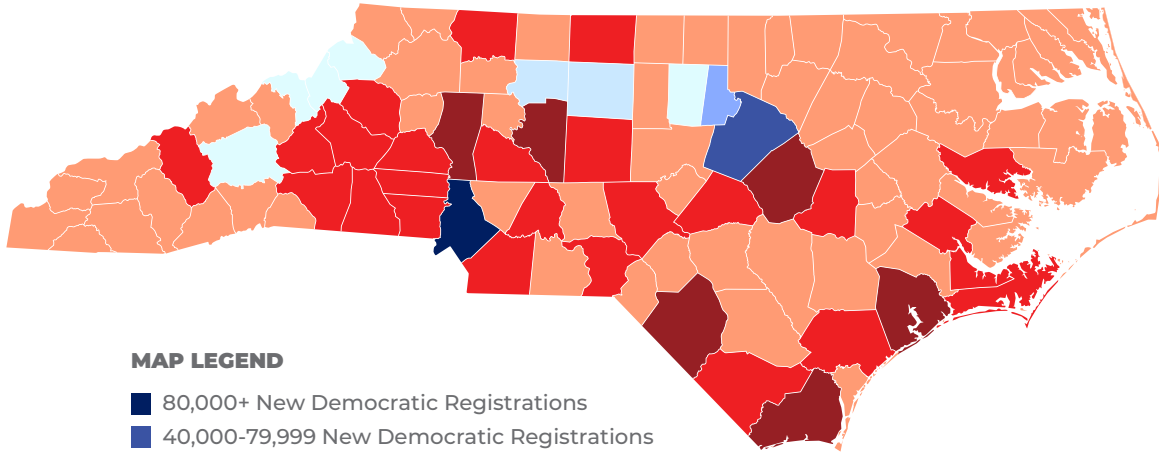 MAP LEGEND
80,000+ New Democratic Registrations
40,000-79,999 New Democratic Registrations